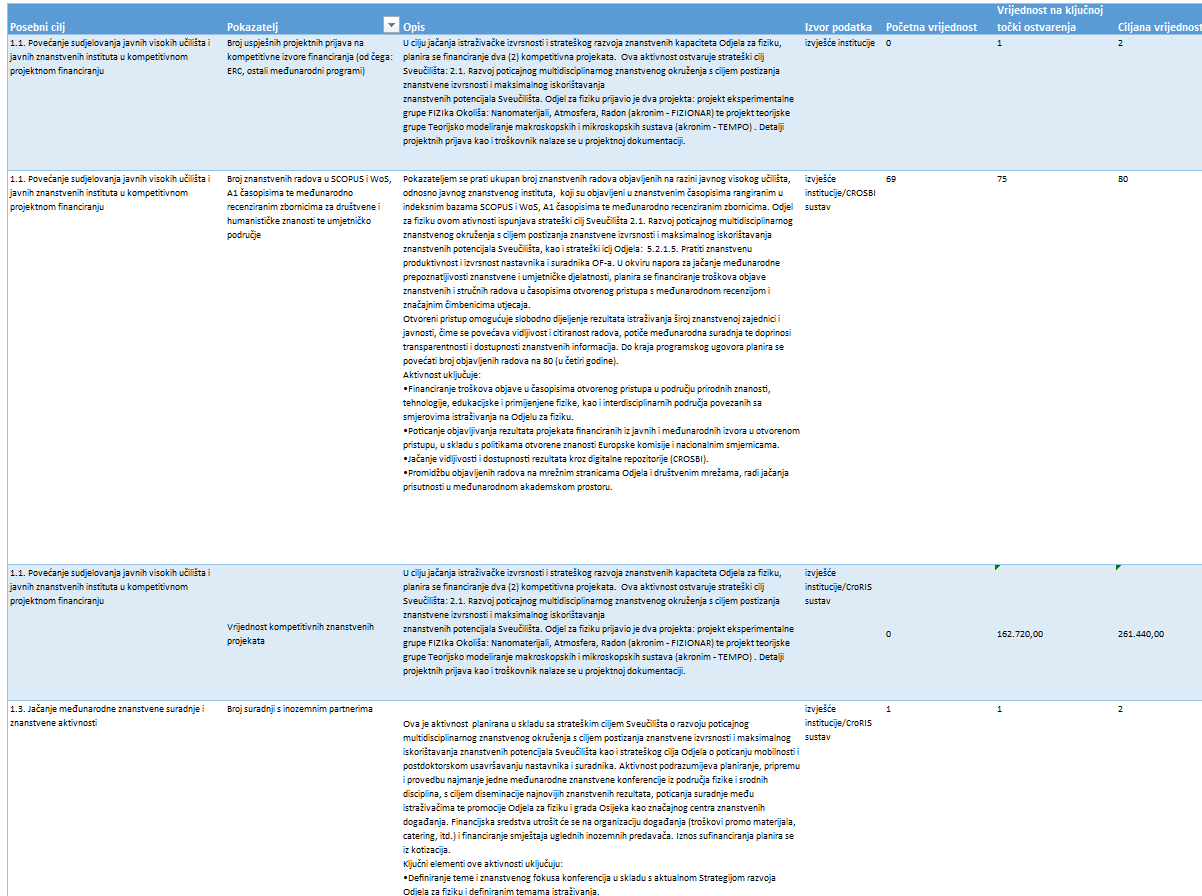 Posebni cilj
Pokazatelj
Opis
Izvor podatka
Početna vrijednost
Vrijednost na ključnoj
točki ostvarenja
Ciljana vrijednost
1.1. Povećanje sudjelovanja javnih visokih učilišta i
javnih znanstvenih instituta u kompetitivnom
projektnom financiranju
Broj uspješnih projektnih prijava na
kompetitivne izvore financiranja (od čega:
ERC, ostali međunarodni programi)
U cilju jačanja istraživačke izvrsnosti i strateškog razvoja znanstvenih kapaciteta Odjela za fiziku,
planira se financiranje dva (2) kompetitivna projekata.  Ova aktivnost ostvaruje strateški cilj
Sveučilišta: 2.1. Razvoj poticajnog multidisciplinarnog znanstvenog okruženja s ciljem postizanja
znanstvene izvrsnosti i maksimalnog iskorištavanja
znanstvenih potencijala Sveučilišta. Odjel za fiziku prijavio je dva projekta: projekt eksperimentalne
grupe FIZIka Okoliša: Nanomaterijali, Atmosfera, Radon (akronim - FIZIONAR) te projekt teorijske
grupe Teorijsko modeliranje makroskopskih i mikroskopskih sustava (akronim - TEMPO) . Detalji
projektnih prijava kao i troškovnik nalaze se u projektnoj dokumentaciji.
izvješće institucije
0
1
2
1.1. Povećanje sudjelovanja javnih visokih učilišta i
javnih znanstvenih instituta u kompetitivnom
projektnom financiranju
Broj znanstvenih radova u SCOPUS i WoS,
A1 časopisima te međunarodno
recenziranim zbornicima za društvene i
humanističke znanosti te umjetničko
područje
Pokazateljem se prati ukupan broj znanstvenih radova objavljenih na razini javnog visokog učilišta,
odnosno javnog znanstvenog instituta,  koji su objavljeni u znanstvenim časopisima rangiranim u
indeksnim bazama SCOPUS i WoS, A1 časopisima te međunarodno recenziranim zbornicima. Odjel
za fiziku ovom ativnosti ispunjava strateški cilj Sveučilišta 2.1. Razvoj poticajnog multidisciplinarnog
znanstvenog okruženja s ciljem postizanja znanstvene izvrsnosti i maksimalnog iskorištavanja
znanstvenih potencijala Sveučilišta, kao i strateški iclj Odjela:  5.2.1.5. Pratiti znanstvenu
produktivnost i izvrsnost nastavnika i suradnika OF-a. U okviru napora za jačanje međunarodne
prepoznatljivosti znanstvene i umjetničke djelatnosti, planira se financiranje troškova objave
znanstvenih i stručnih radova u časopisima otvorenog pristupa s međunarodnom recenzijom i
značajnim čimbenicima utjecaja.
Otvoreni pristup omogućuje slobodno dijeljenje rezultata istraživanja široj znanstvenoj zajednici i
javnosti, čime se povećava vidljivost i citiranost radova, potiče međunarodna suradnja te doprinosi
transparentnosti i dostupnosti znanstvenih informacija. Do kraja programskog ugovora planira se
povećati broj objavljenih radova na 80 (u četiri godine).
Aktivnost uključuje:
•Financiranje troškova objave u časopisima otvorenog pristupa u području prirodnih znanosti,
tehnologije, edukacijske i primijenjene fizike, kao i interdisciplinarnih područja povezanih sa
smjerovima istraživanja na Odjelu za fiziku.
•Poticanje objavljivanja rezultata projekata financiranih iz javnih i međunarodnih izvora u otvorenom
pristupu, u skladu s politikama otvorene znanosti Europske komisije i nacionalnim smjernicama.
•Jačanje vidljivosti i dostupnosti rezultata kroz digitalne repozitorije (CROSBI).
•Promidžbu objavljenih radova na mrežnim stranicama Odjela i društvenim mrežama, radi jačanja
prisutnosti u međunarodnom akademskom prostoru.
izvješće
institucije/CROSBI
sustav
69
75
80
1.1. Povećanje sudjelovanja javnih visokih učilišta i
javnih znanstvenih instituta u kompetitivnom
projektnom financiranju
Vrijednost kompetitivnih znanstvenih
projekata
U cilju jačanja istraživačke izvrsnosti i strateškog razvoja znanstvenih kapaciteta Odjela za fiziku,
planira se financiranje dva (2) kompetitivna projekata.  Ova aktivnost ostvaruje strateški cilj
Sveučilišta: 2.1. Razvoj poticajnog multidisciplinarnog znanstvenog okruženja s ciljem postizanja
znanstvene izvrsnosti i maksimalnog iskorištavanja
znanstvenih potencijala Sveučilišta. Odjel za fiziku prijavio je dva projekta: projekt eksperimentalne
grupe FIZIka Okoliša: Nanomaterijali, Atmosfera, Radon (akronim - FIZIONAR) te projekt teorijske
grupe Teorijsko modeliranje makroskopskih i mikroskopskih sustava (akronim - TEMPO) . Detalji
projektnih prijava kao i troškovnik nalaze se u projektnoj dokumentaciji.
izvješće
institucije/CroRIS
sustav
0
162.720,00
261.440,00
1.3. Jačanje međunarodne znanstvene suradnje i
znanstvene aktivnosti
Broj suradnji s inozemnim partnerima
Ova je aktivnost  planirana u skladu sa strateškim ciljem Sveučilišta o razvoju poticajnog
multidisciplinarnog znanstvenog okruženja s ciljem postizanja znanstvene izvrsnosti i maksimalnog
iskorištavanja znanstvenih potencijala Sveučilišta kao i strateškog cilja Odjela o poticanju mobilnosti i
postdoktorskom usavršavanju nastavnika i suradnika. Aktivnost podrazumijeva planiranje, pripremu
i provedbu najmanje jedne međunarodne znanstvene konferencije iz područja fizike i srodnih
disciplina, s ciljem diseminacije najnovijih znanstvenih rezultata, poticanja suradnje među
istraživačima te promocije Odjela za fiziku i grada Osijeka kao značajnog centra znanstvenih
događanja. Financijska sredstva utrošit će se na organizaciju događanja (troškovi promo materijala,
catering, itd.) i financiranje smještaja uglednih inozemnih predavača. Iznos sufinanciranja planira se
iz kotizacija.
Ključni elementi ove aktivnosti uključuju:
•Definiranje teme i znanstvenog fokusa konferencija u skladu s aktualnom Strategijom razvoja
Odjela za fiziku i definiranim temama istraživanja.
izvješće
institucije/CroRIS
sustav
1
1
2